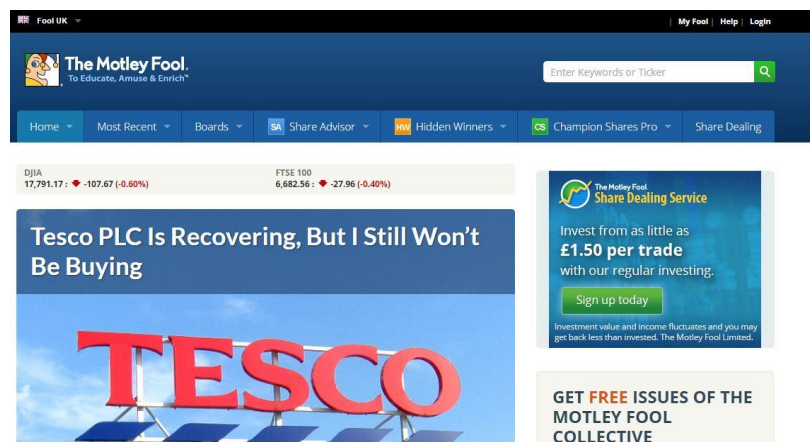 Fool UK
| My Fool | Help | Login
The Motley Fool.
To Educate, Amuse & Enrich™
Enter Keywords or Ticker
Home
Most Recent
Boards
SA Share Advisor
HW Hidden Winners
CS Champion Shares Pro
Share Dealing
DJIA
17,791.17 : -107.67 (-0.60%)
FTSE 100
6,682.56 : -27.96 (-0.40%)
Tesco PLC Is Recovering, But I Still Won't
Be Buying
TESCO
The Motley Fool
Share Dealing Service
Invest from as little as
£1.50 per trade
with our regular investing.
Sign up today
Investment value and income fluctuates and you may
get back less than invested. The Motley Fool Limited.
GET FREE ISSUES OF THE
MOTLEY FOOL
COLLECTIVE